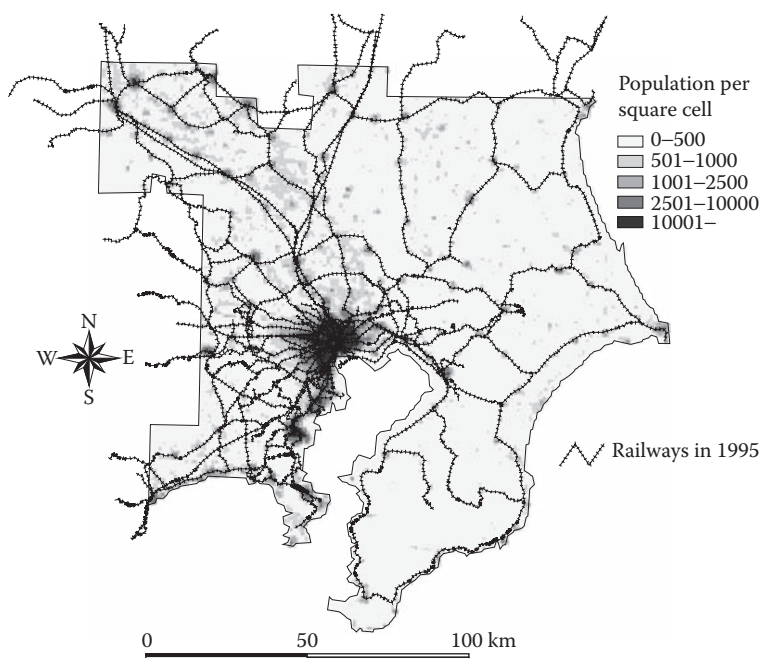 Population per
square cell
0–500
501–1000
1001–2500
2501–10000
10001–
N
W E
S
Railways in 1995
0 50 100 km